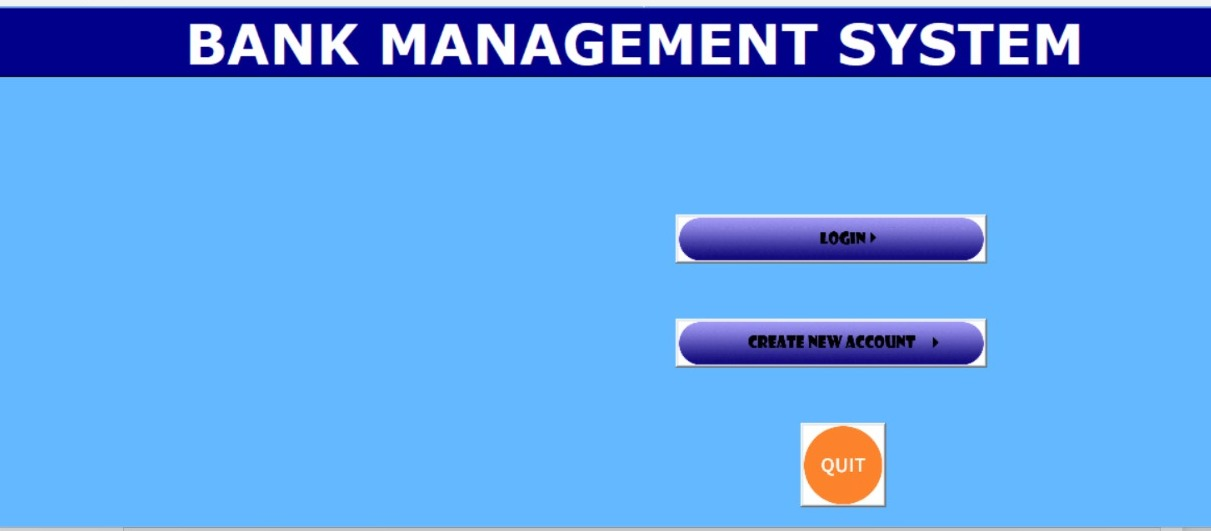 BANK MANAGEMENT SYSTEM
LOGIN
CREATE NEW ACCOUNT
QUIT